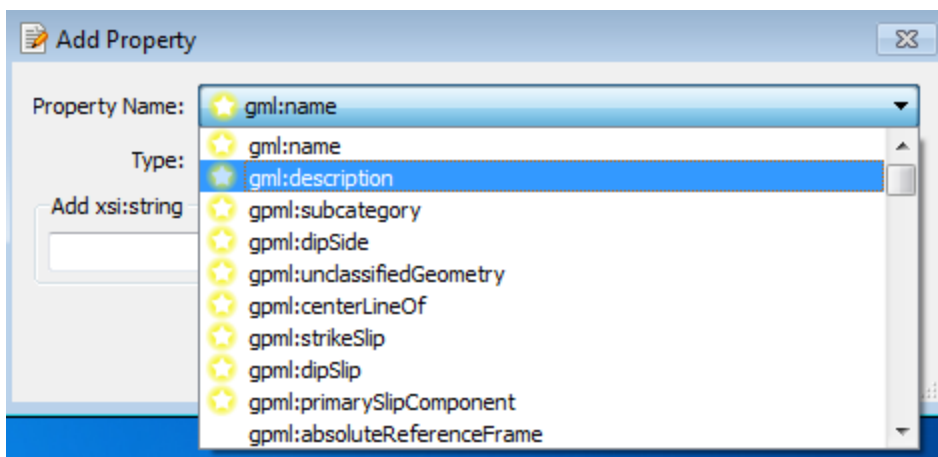 Add Property
Property Name: gml:name
gml:name
Type:
gml:description
Add xsi:string
gpml:subcategory
gpml:dipSide
gpml:unclassifiedGeometry
gpml:centerLineOf
gpml:strikeSlip
gpml:dipSlip
gpml:primarySlipComponent
gpml:absoluteReferenceFrame